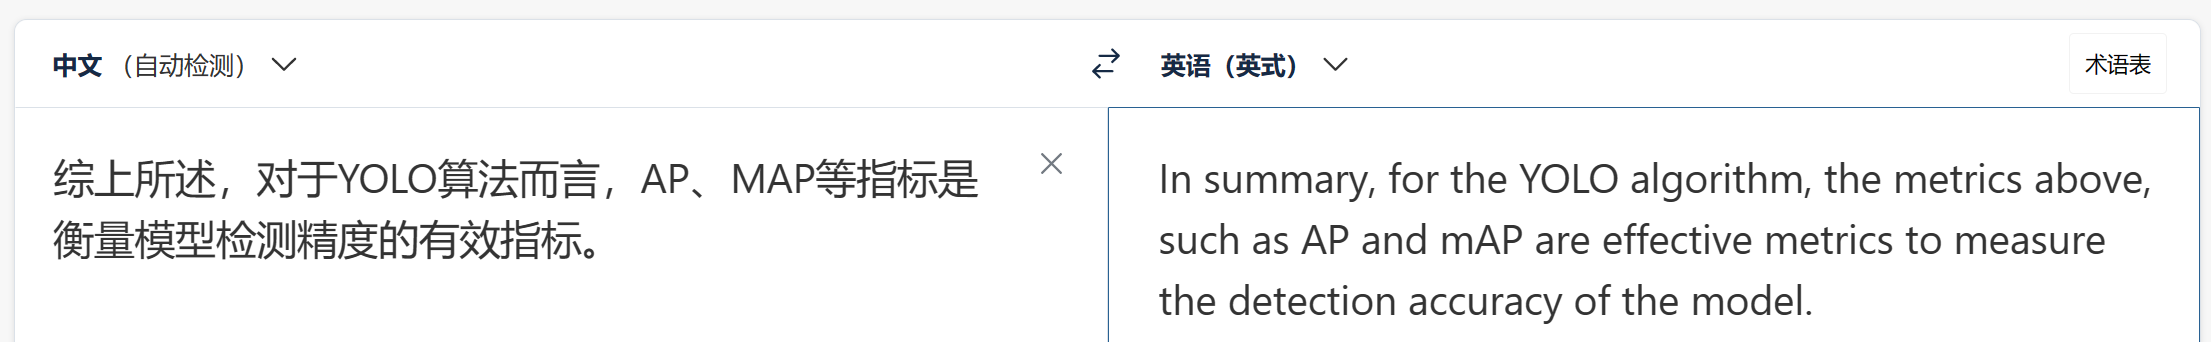 中文 （自动检测）
英语（英式）
术语表
综上所述，对于YOLO算法而言，AP、MAP等指标是
衡量模型检测精度的有效指标。
In summary, for the YOLO algorithm, the metrics above,
such as AP and mAP are effective metrics to measure
the detection accuracy of the model.